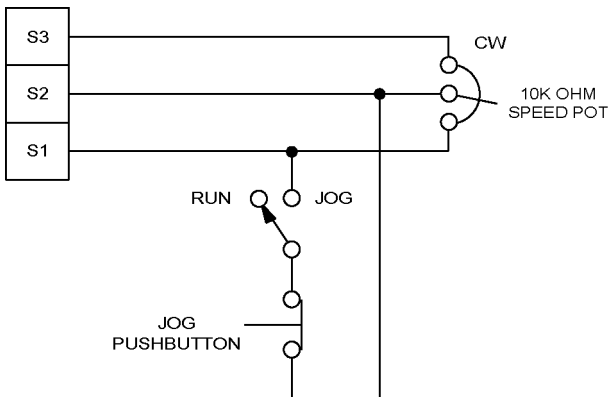 S3
CW
S2
10K OHM
SPEED POT
S1
RUN
JOG
JOG
PUSHBUTTON